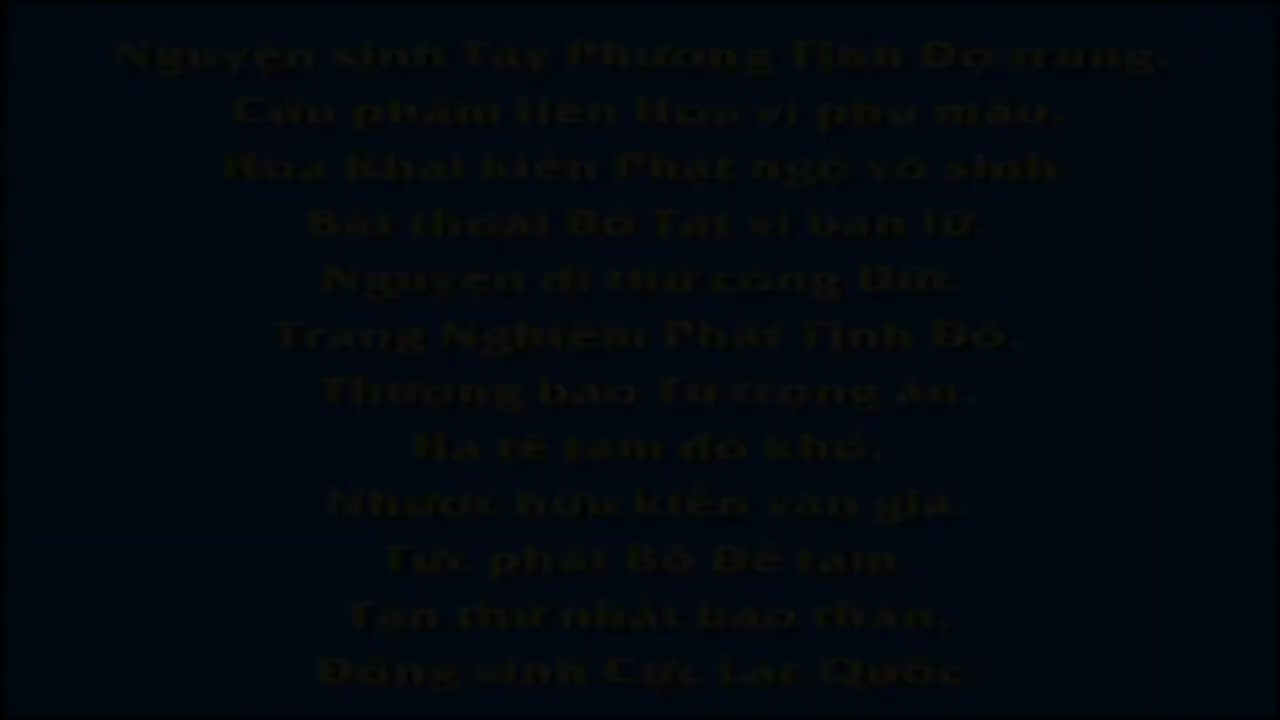 Nguyện sinh Tây Phương Tịnh Độ trung.
Cửu phẩm liên Hoa vi phụ mẫu.
Hoa Khai kiến Phật ngộ vô sinh.
Bất thoái Bồ Tát vi bạn lữ.
Nguyện dĩ thử công Đức.
Trang Nghiêm Phật Tịnh Độ.
Thượng báo Tứ trọng ân.
Hạ tế tam đồ khổ.
Nhược hữu kiến văn giả.
Tức phát Bồ Đề tâm.
Tận thử nhất báo thân,
Đồng sinh Cực Lạc Quốc.